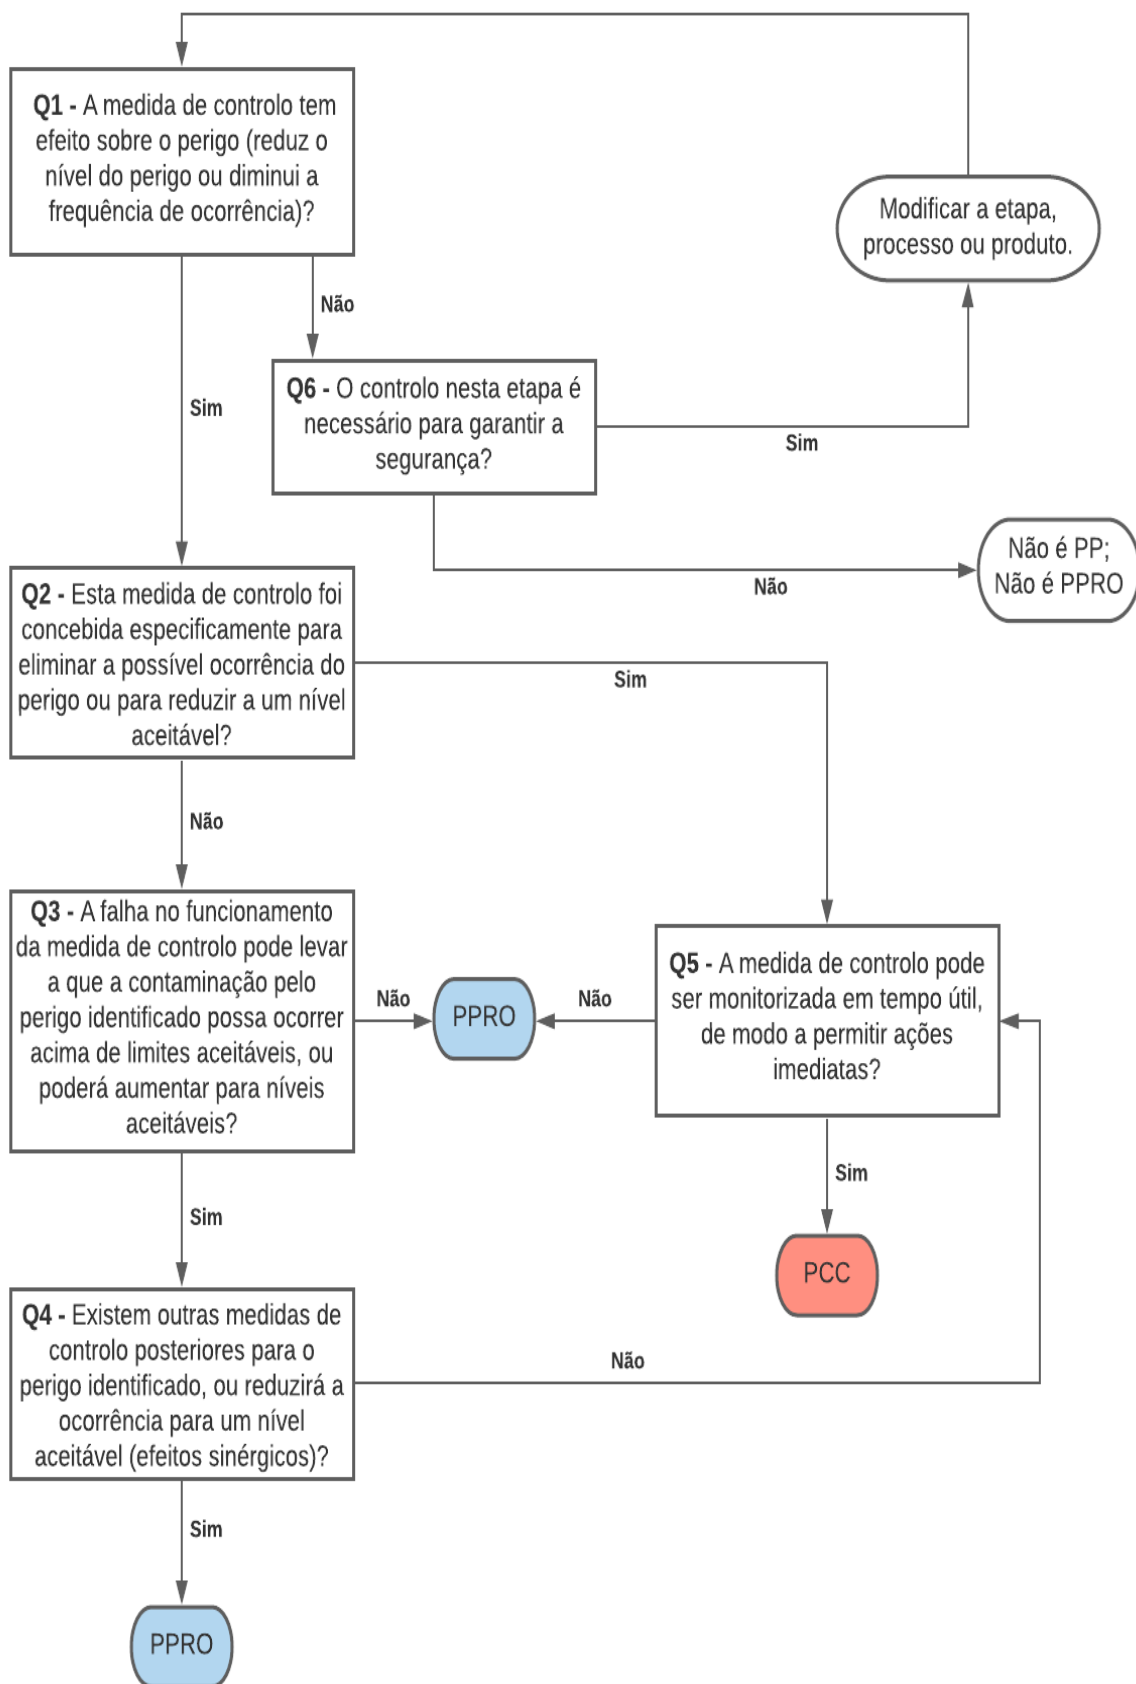 Q1 - A medida de controlo tem
efeito sobre o perigo (reduz o
nível do perigo ou diminui a
frequência de ocorrência)?
Modificar a etapa,
processo ou produto.
Não
Q6 - O controlo nesta etapa é
necessário para garantir a
segurança?
Sim
Sim
Não é PP;
Não é PPRO
Não
Q2 - Esta medida de controlo foi
concebida especificamente para
eliminar a possível ocorrência do
perigo ou para reduzir a um nível
aceitável?
Sim
Não
Q3 - A falha no funcionamento
da medida de controlo pode levar
a que a contaminação pelo
perigo identificado possa ocorrer
acima de limites aceitáveis, ou
poderá aumentar para níveis
aceitáveis?
Não
PPRO
Não
Q5 - A medida de controlo pode
ser monitorizada em tempo útil,
de modo a permitir ações
imediatas?
Sim
Sim
PCC
Q4 - Existem outras medidas de
controlo posteriores para o
perigo identificado, ou reduzirá a
ocorrência para um nível
aceitável (efeitos sinérgicos)?
Não
Sim
PPRO